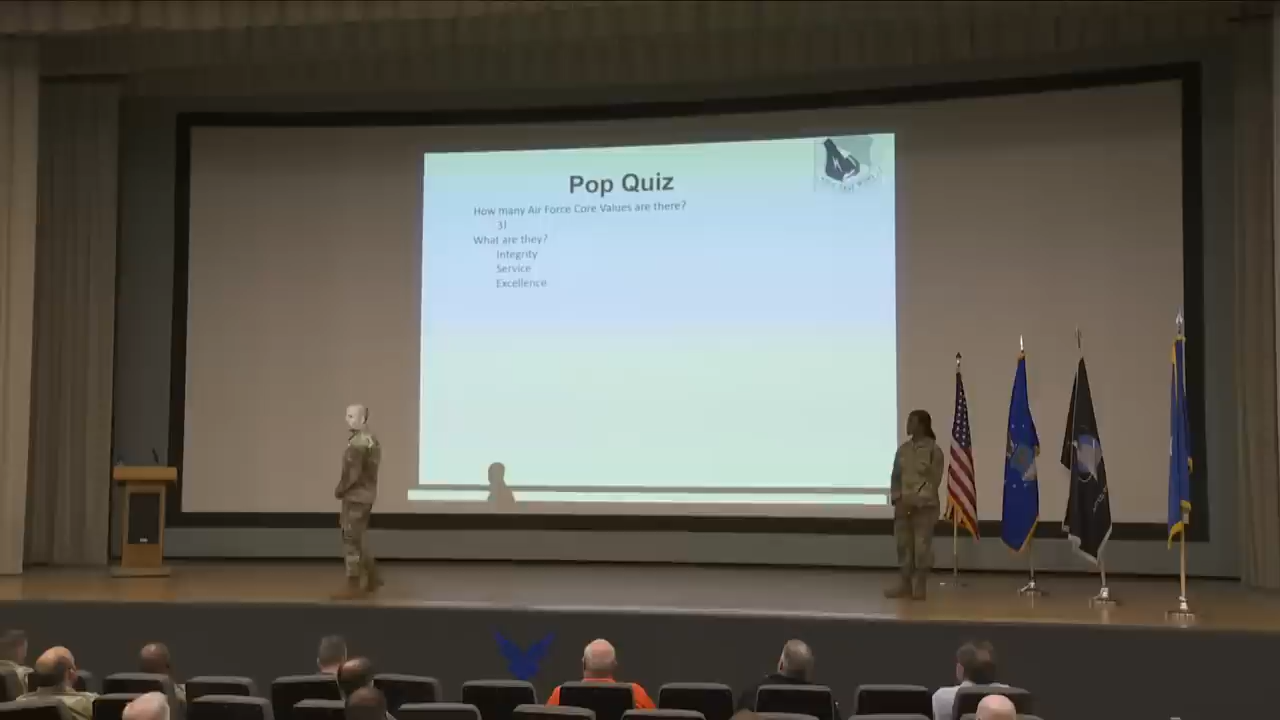 Pop Quiz
How many Air Force Core Values are there?
3!
What are they?
Integrity
Service
Excellence